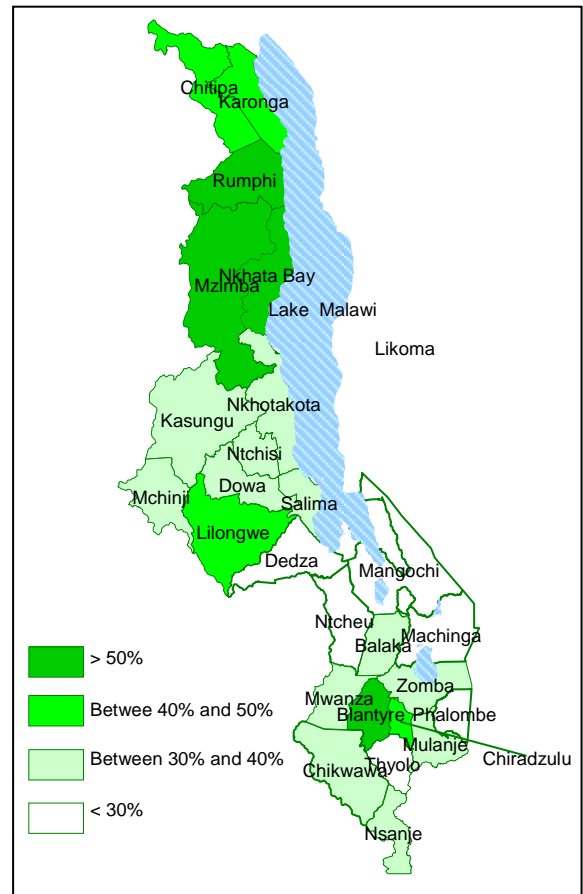 Chitipa
Karonga
Rumphi
Nkhata Bay
Mzimba
Lake Malawi
Likoma
Nkhotakota
Kasungu
Ntchisi
Dowa
Mchinji
Salima
Lilongwe
Dedza
Mangochi
Ntcheu
Machinga
Balaka
Zomba
Mwanza
Blantyre
Phalombe
Mulanje
Chiradzulu
Thyolo
Chikwawa
Nsanje
> 50%
Betwee 40% and 50%
Between 30% and 40%
< 30%